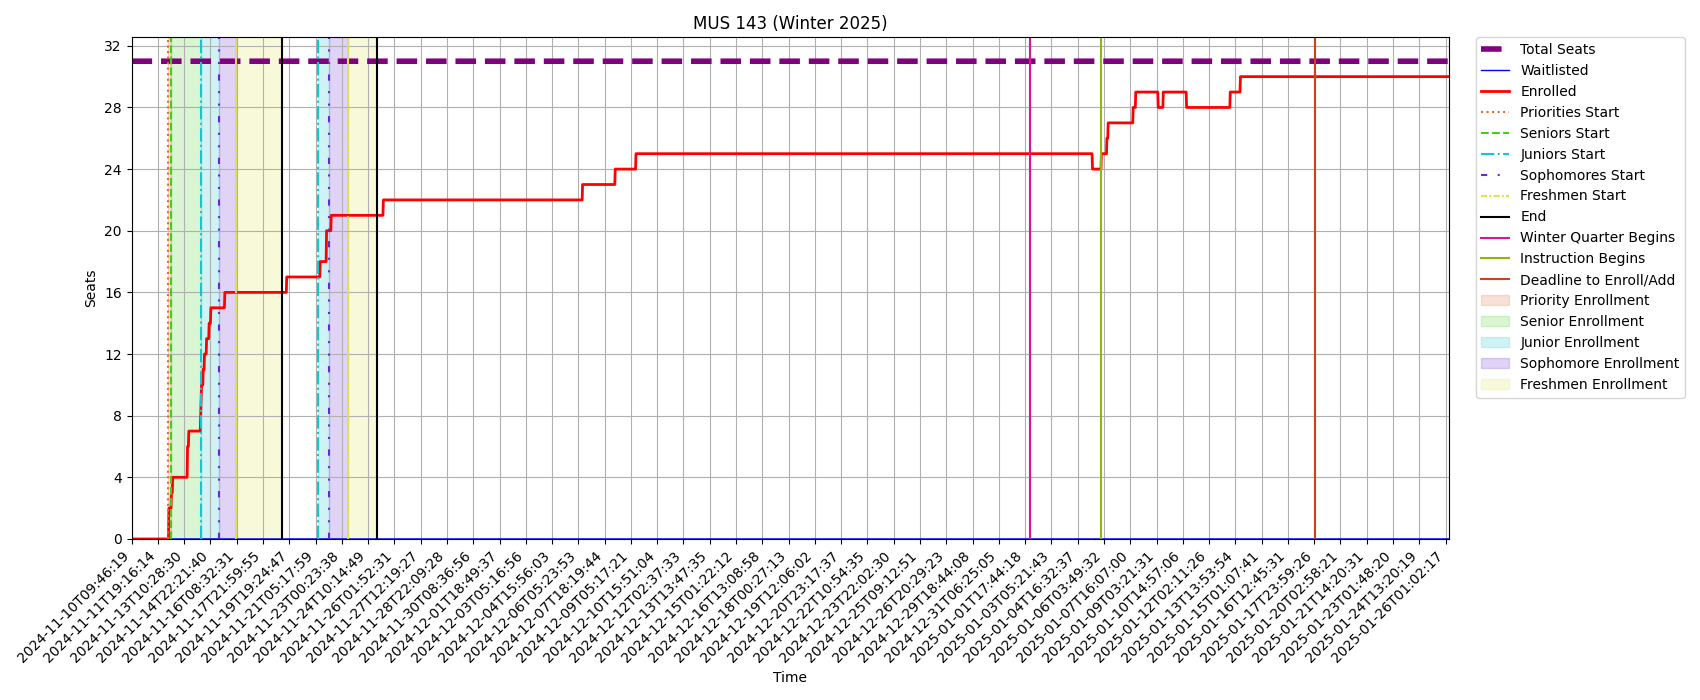 MUS 143 (Winter 2025)
32
28
24
20
16
12
8
4
0
Seats
2024-11-10T09:46:19
2024-11-11T19:16:14
2024-11-13T10:28:30
2024-11-14T22:21:40
2024-11-16T08:32:31
2024-11-17T21:59:55
2024-11-19T19:24:47
2024-11-21T05:17:59
2024-11-23T00:23:38
2024-11-24T10:14:49
2024-11-26T01:52:31
2024-11-27T12:19:27
2024-11-28T22:09:28
2024-11-30T08:36:56
2024-12-01T18:49:37
2024-12-03T05:16:56
2024-12-04T15:56:03
2024-12-06T05:23:53
2024-12-07T18:19:44
2024-12-09T05:17:21
2024-12-10T15:51:04
2024-12-12T02:37:33
2024-12-13T13:47:35
2024-12-15T01:22:12
2024-12-16T13:08:58
2024-12-18T00:27:13
2024-12-19T12:06:02
2024-12-20T23:17:37
2024-12-22T10:54:35
2024-12-23T22:02:30
2024-12-25T09:12:51
2024-12-26T20:29:23
2024-12-29T18:44:08
2024-12-31T06:25:05
2025-01-01T17:44:18
2025-01-03T05:21:43
2025-01-04T16:32:37
2025-01-06T03:49:32
2025-01-07T16:07:00
2025-01-09T03:21:31
2025-01-10T14:57:06
2025-01-12T02:11:26
2025-01-13T13:53:54
2025-01-15T01:07:41
2025-01-16T12:45:31
2025-01-17T23:59:26
2025-01-20T02:58:21
2025-01-21T14:20:31
2025-01-23T01:48:20
2025-01-24T13:20:19
2025-01-26T01:02:17
Time
Total Seats
Waitlisted
Enrolled
Priorities Start
Seniors Start
Juniors Start
Sophomores Start
Freshmen Start
End
Winter Quarter Begins
Instruction Begins
Deadline to Enroll/Add
Priority Enrollment
Senior Enrollment
Junior Enrollment
Sophomore Enrollment
Freshmen Enrollment